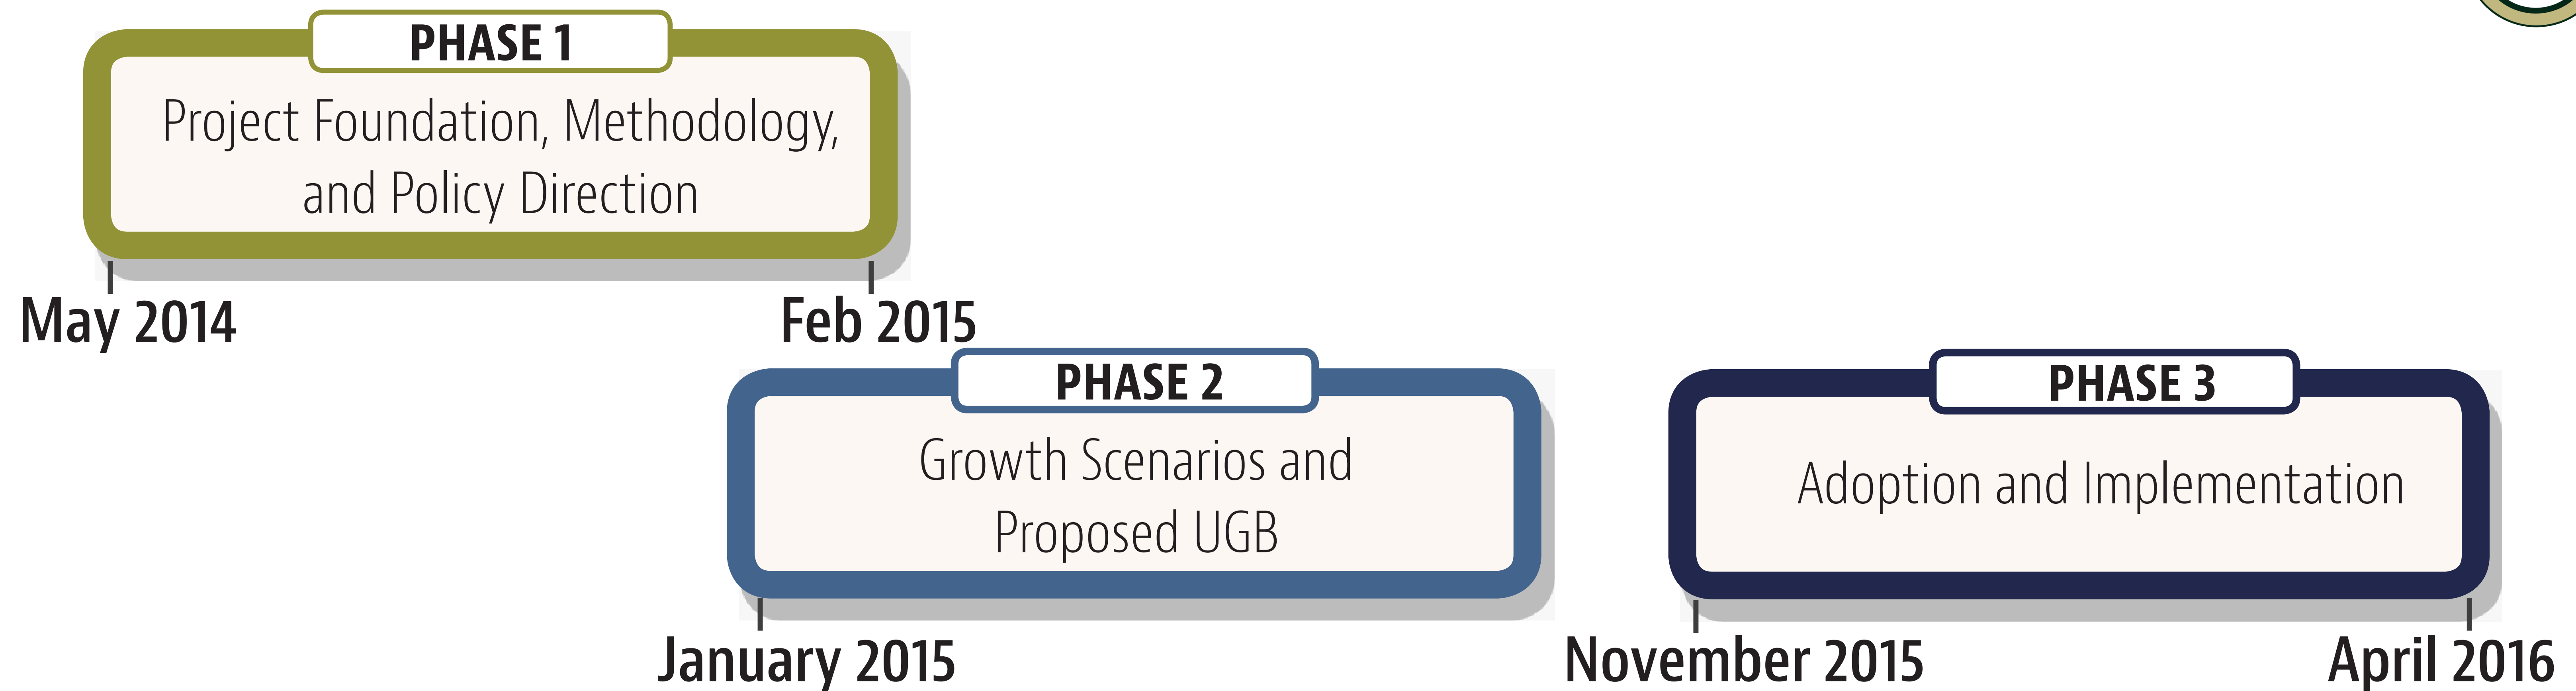 PHASE 1
Project Foundation, Methodology,
and Policy Direction
May 2014
Feb 2015
PHASE 2
Growth Scenarios and
Proposed UGB
January 2015
PHASE 3
Adoption and Implementation
November 2015
April 2016